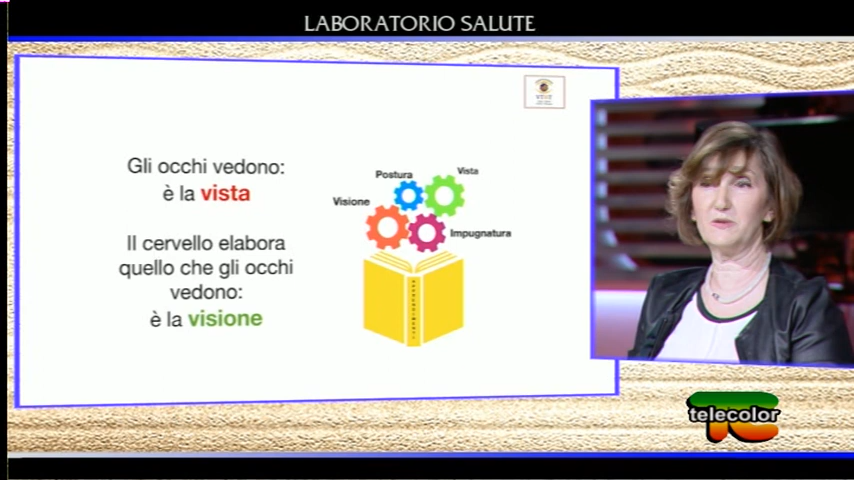 LABORATORIO SALUTE
Gli occhi vedono:
è la vista
Il cervello elabora
quello che gli occhi
vedono:
è la visione
Postura
Vista
Visione
Impugnatura
telecolor